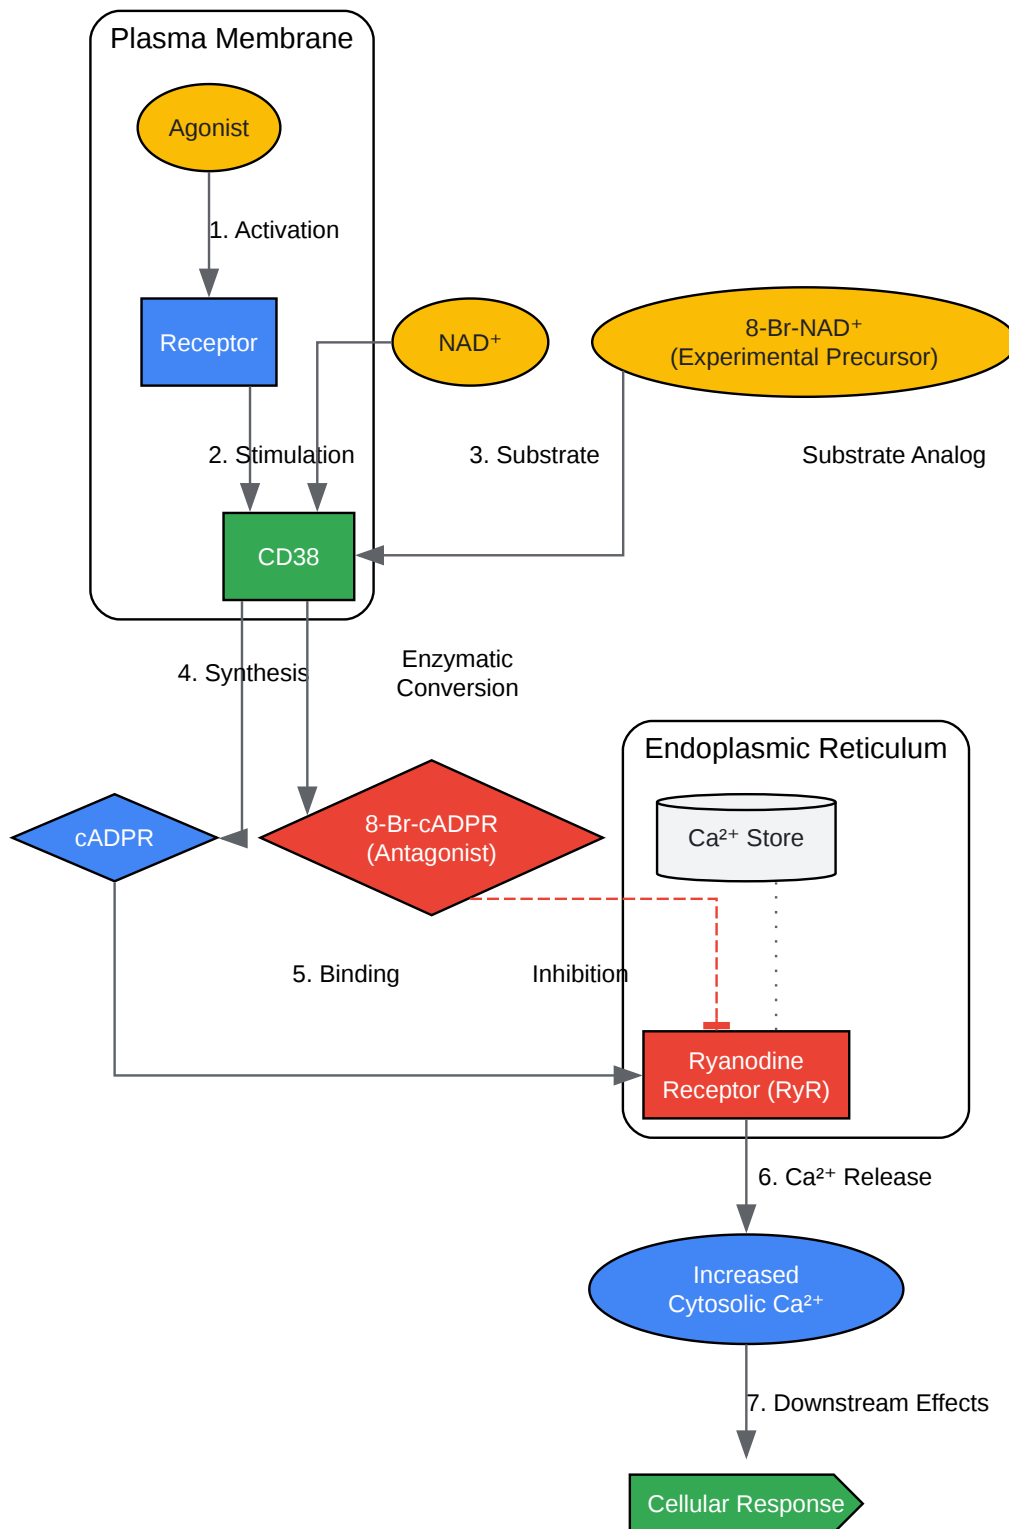 Plasma Membrane
Agonist
1. Activation
Receptor
NAD⁺
8-Br-NAD⁺
(Experimental Precursor)
2. Stimulation
3. Substrate
Substrate Analog
CD38
4. Synthesis
Enzymatic
Conversion
Endoplasmic Reticulum
cADPR
8-Br-cADPR
(Antagonist)
Ca²⁺ Store
5. Binding
Inhibition
Ryanodine
Receptor (RyR)
6. Ca²⁺ Release
Increased
Cytosolic Ca²⁺
7. Downstream Effects
Cellular Response